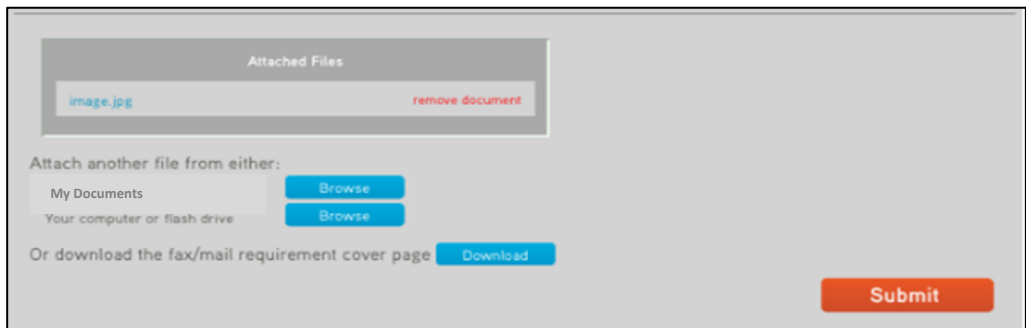 Attached Files
image.jpg remove document
Attach another file from either:
My Documents Browse
Your computer or flash drive Browse
Or download the fax/mail requirement cover page Download
Submit